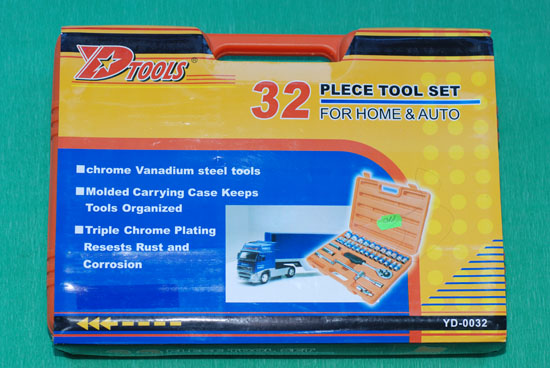 YD TOOLS®
32 PLECE TOOL SET
FOR HOME & AUTO
chrome Vanadium steel tools
Molded Carrying Case Keeps
Tools Organized
Triple Chrome Plating
Resests Rust and
Corrosion
YD-0032